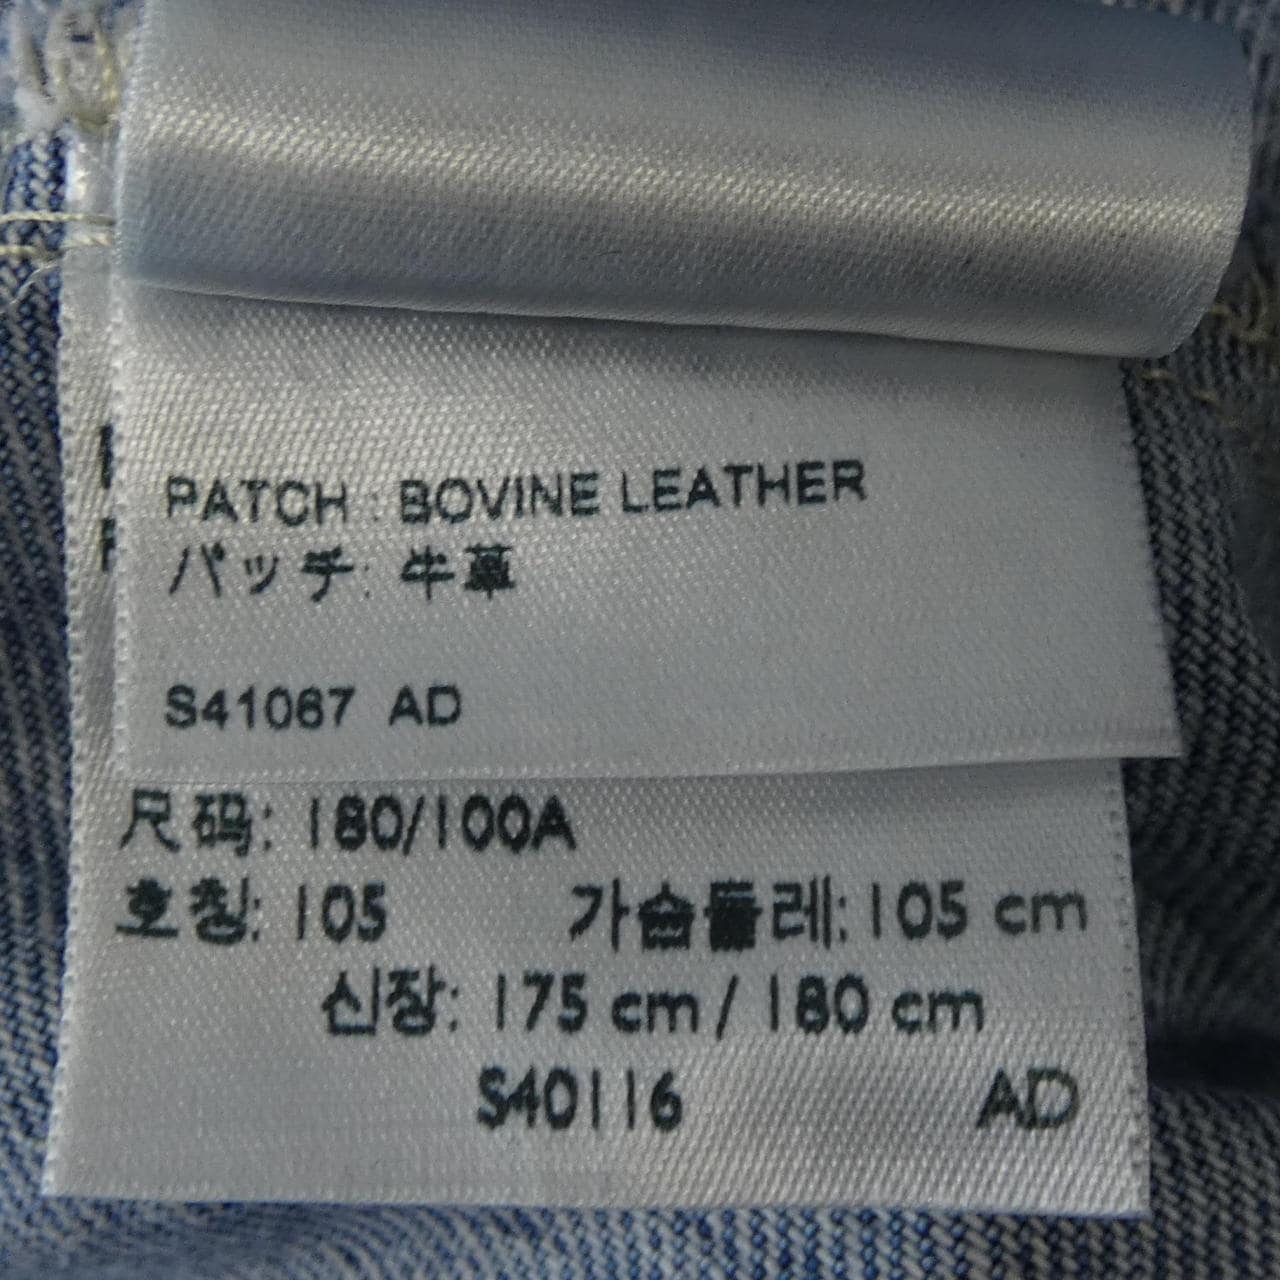 PATCH : BOVINE LEATHER
パッチ: 牛革
S41087 AD
尺码: 180/100A
호칭: 105 가슴둘레: 105 cm
신장: 175 cm / 180 cm
S40116 AD